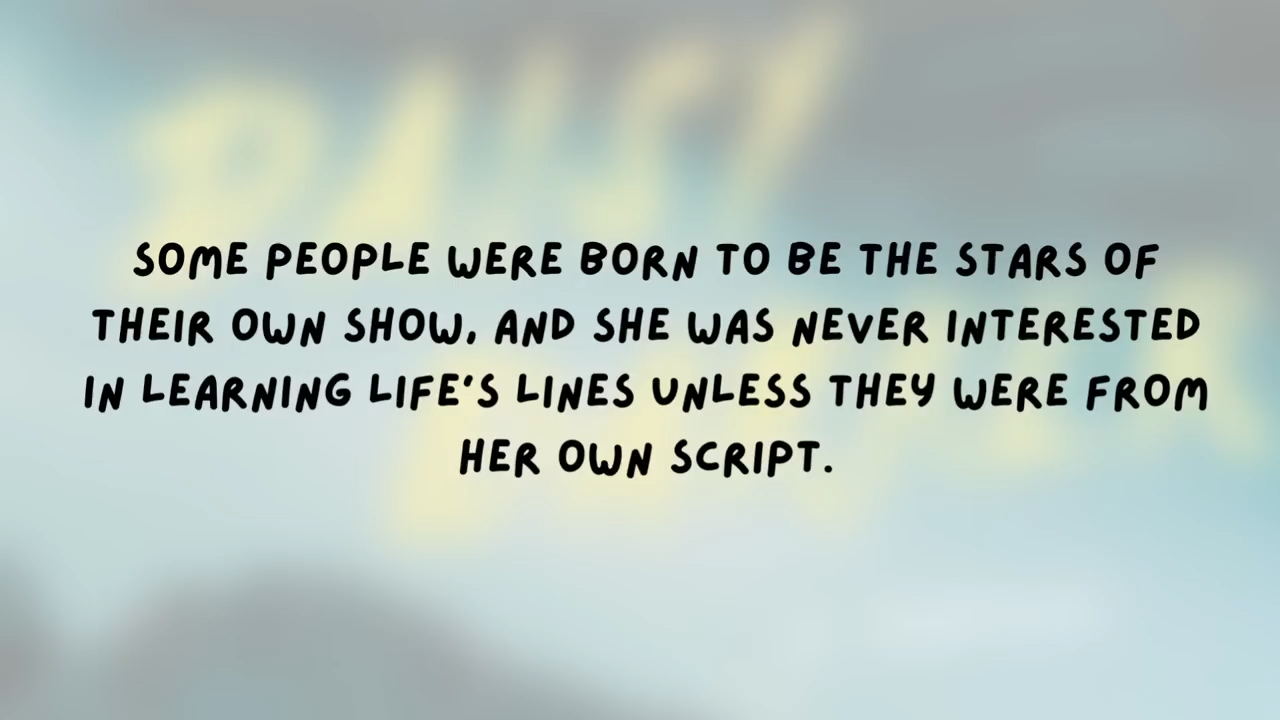 SOME PEOPLE WERE BORN TO BE THE STARS OF
THEIR OWN SHOW, AND SHE WAS NEVER INTERESTED
IN LEARNING LIFE'S LINES UNLESS THEY WERE FROM
HER OWN SCRIPT.